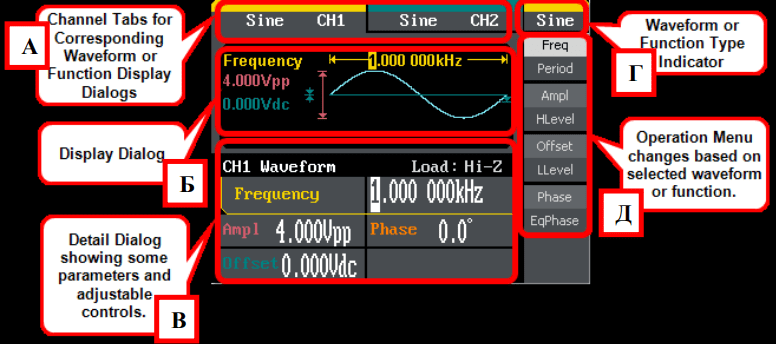 Channel Tabs for
Corresponding
Waveform or
Function Display
Dialogs
А
Sine CH1 Sine CH2 Sine
Waveform or
Function Type
Indicator
Г
Frequency 1.000 000kHz
4.000Vpp
0.000Vdc
Freq
Period
Ampl
HLevel
Offset
LLevel
Phase
EqPhase
Display Dialog
Б
Operation Menu
changes based on
selected waveform
or function.
Д
CH1 Waveform Load: Hi-Z
Frequency 1.000 000kHz
Ampl 4.000Vpp Phase 0.0°
Offset 0.000Vdc
Detail Dialog
showing some
parameters and
adjustable
controls.
В